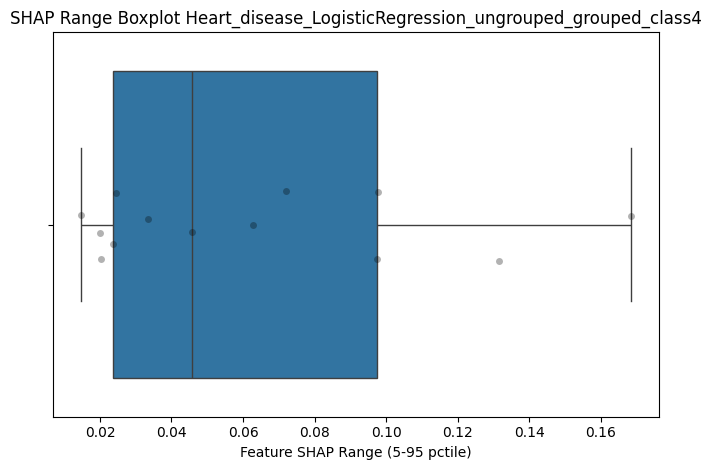 SHAP Range Boxplot Heart_disease_LogisticRegression_ungrouped_grouped_class4
0.02 0.04 0.06 0.08 0.10 0.12 0.14 0.16
Feature SHAP Range (5-95 pctile)